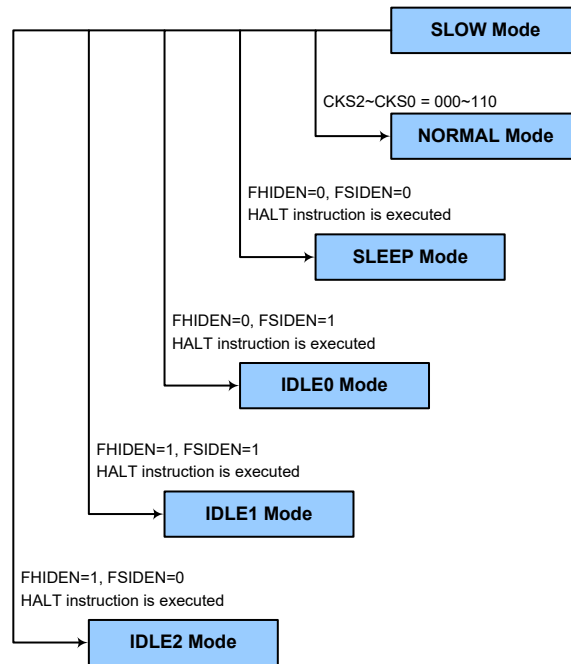 SLOW Mode
CKS2~CKS0 = 000~110
NORMAL Mode
FHIDEN=0, FSIDEN=0
HALT instruction is executed
SLEEP Mode
FHIDEN=0, FSIDEN=1
HALT instruction is executed
IDLE0 Mode
FHIDEN=1, FSIDEN=1
HALT instruction is executed
IDLE1 Mode
FHIDEN=1, FSIDEN=0
HALT instruction is executed
IDLE2 Mode